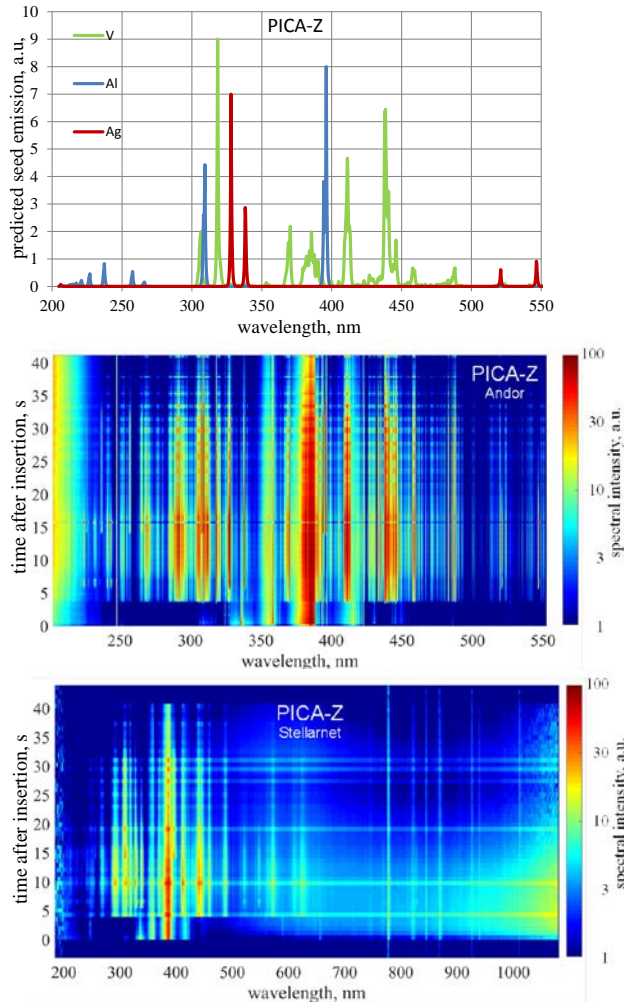 PICA-Z
V
Al
Ag
predicted seed emission, a.u,
10
9
8
7
6
5
4
3
2
1
0
200 250 300 350 400 450 500 550
wavelength, nm
PICA-Z
Andor
time after insertion, s
40
35
30
25
20
15
10
5
0
250 300 350 400 450 500 550
wavelength, nm
100
30
10
3
1
spectral intensity, a.u.
PICA-Z
Stellarnet
time after insertion, s
40
35
30
25
20
15
10
5
0
200 300 400 500 600 700 800 900 1000
wavelength, nm
100
30
10
3
1
spectral intensity, a.u.